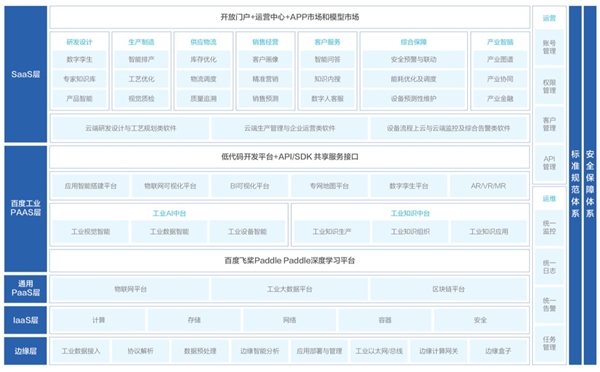 开放门户+运营中心+APP市场和模型市场
SaaS层
研发设计
数字孪生
专家知识库
产品智能
生产制造
智能排产
工艺优化
视觉质检
供应物流
库存优化
物流调度
质量追溯
销售经营
客户画像
精准营销
销售预测
客户服务
智能问答
知识内搜
数字人客服
综合保障
安全预警与联动
能耗优化及调度
设备预测性维护
产业智脑
产业图谱
产业协同
产业金融
云端研发设计与工艺规划类软件
云端生产管理与企业运营类软件
设备流程上云与云端监控及综合告警类软件
百度工业
PAAS层
低代码开发平台+API/SDK 共享服务接口
应用智能搭建平台
物联网可视化平台
BI可视化平台
专网地图平台
数字孪生平台
AR/VR/MR
工业AI中台
工业视觉智能
工业数据智能
工业设备智能
工业知识中台
工业知识生产
工业知识组织
工业知识应用
百度飞桨Paddle Paddle深度学习平台
通用
PaaS层
物联网平台
工业大数据平台
区块链平台
IaaS层
计算
存储
网络
容器
安全
边缘层
工业数据接入
协议解析
数据预处理
边缘智能分析
应用部署与管理
工业以太网/总线
边缘计算网关
边缘盒子
运营
账号
管理
权限
管理
客户
管理
API
管理
运维
统一
监控
统一
日志
统一
告警
任务
管理
标准规范体系
安全保障体系